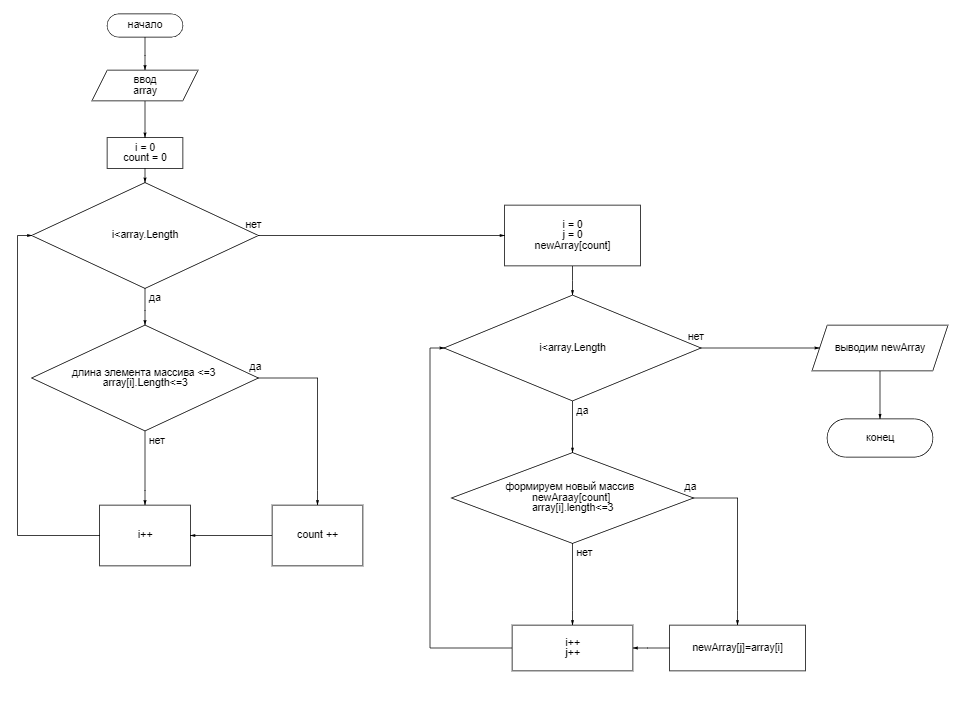 начало
ввод
array
i = 0
count = 0
i<array.Length
нет
да
длина элемента массива <=3
array[i].Length<=3
да
нет
i++
count ++
i = 0
j = 0
newArray[count]
i<array.Length
нет
да
выводим newArray
конец
формируем новый массив
newAraay[count]
array[i].length<=3
да
нет
i++
j++
newArray[j]=array[i]